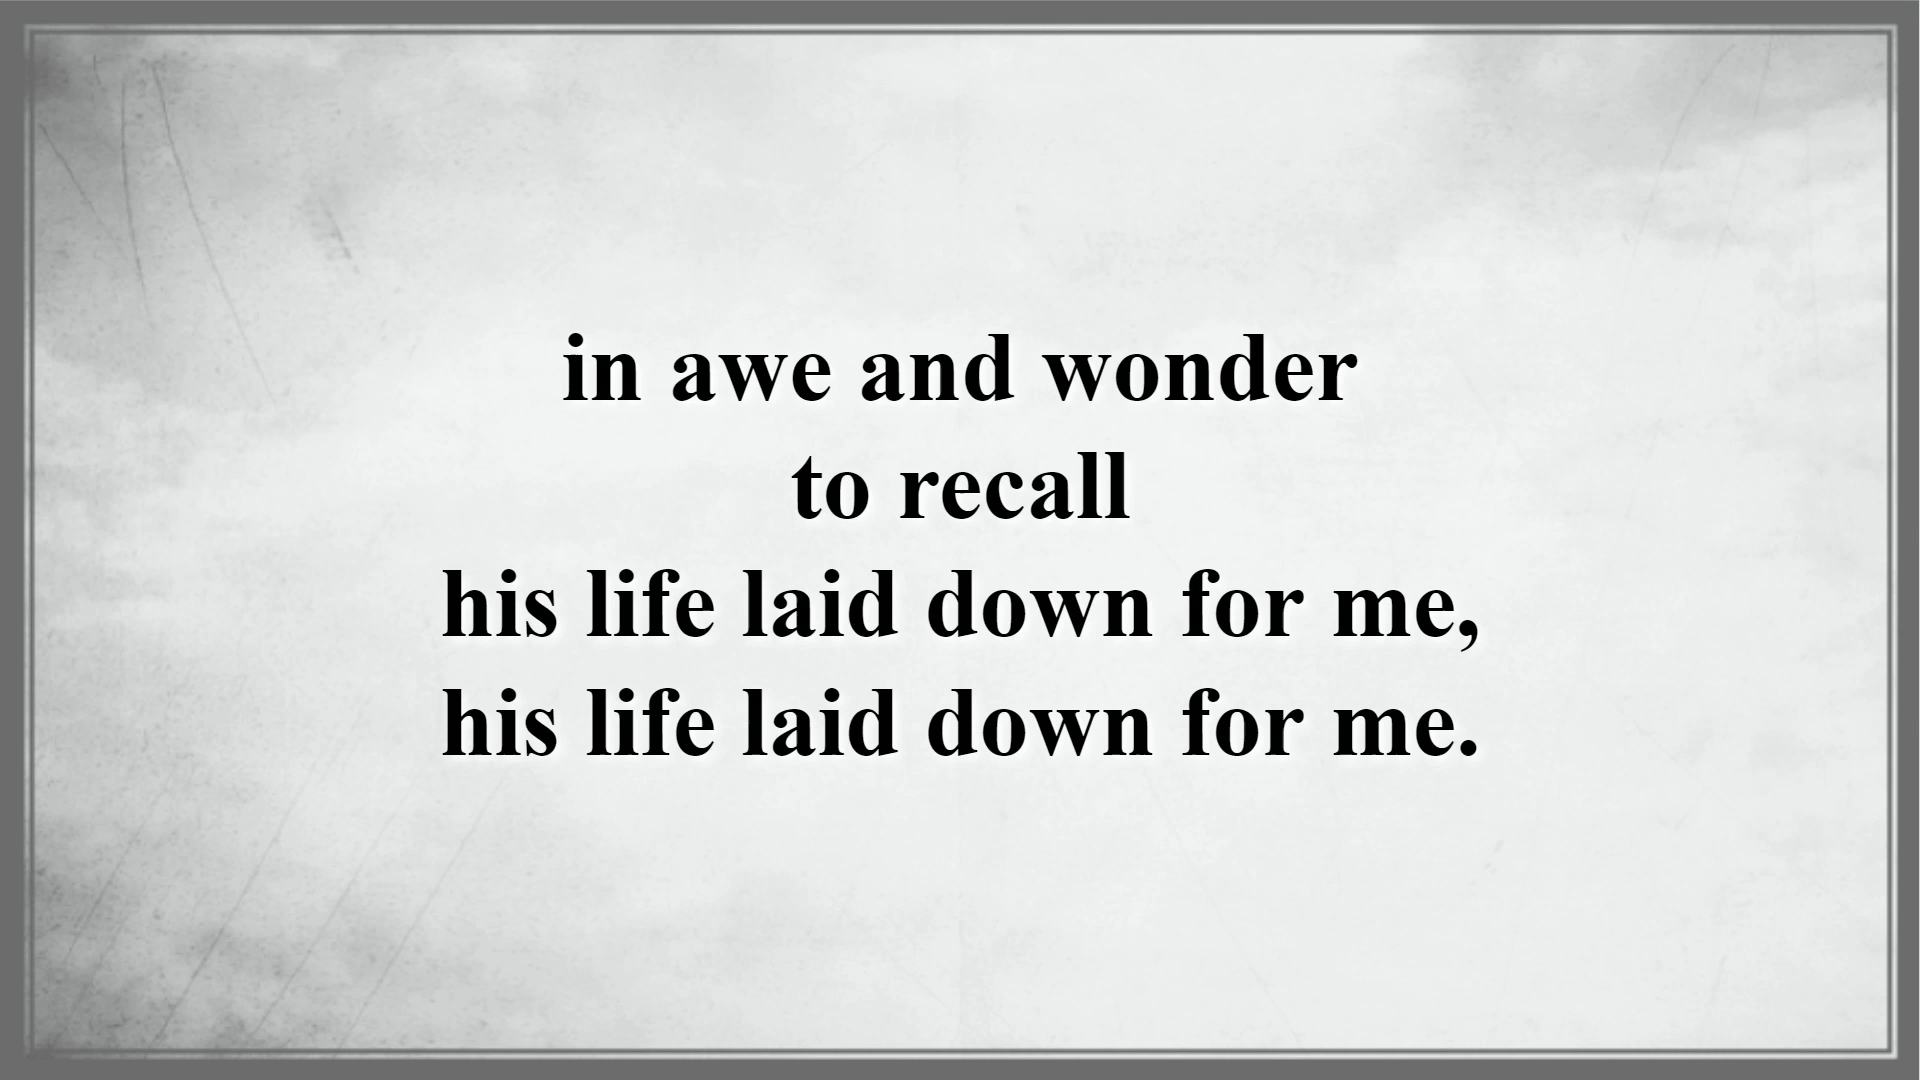 in awe and wonder
to recall
his life laid down for me,
his life laid down for me.